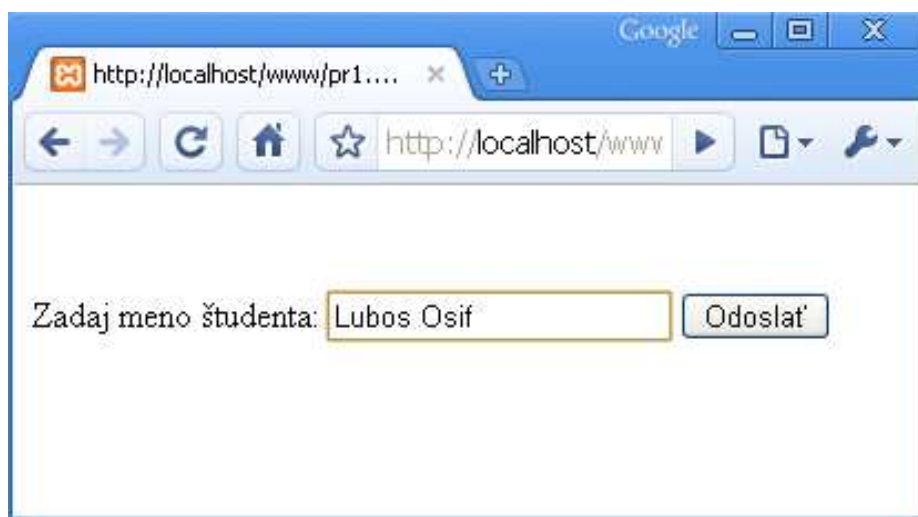 Google
http://localhost/www/pr1....
http://localhost/www
Zadaj meno študenta: Lubos Osif Odoslať